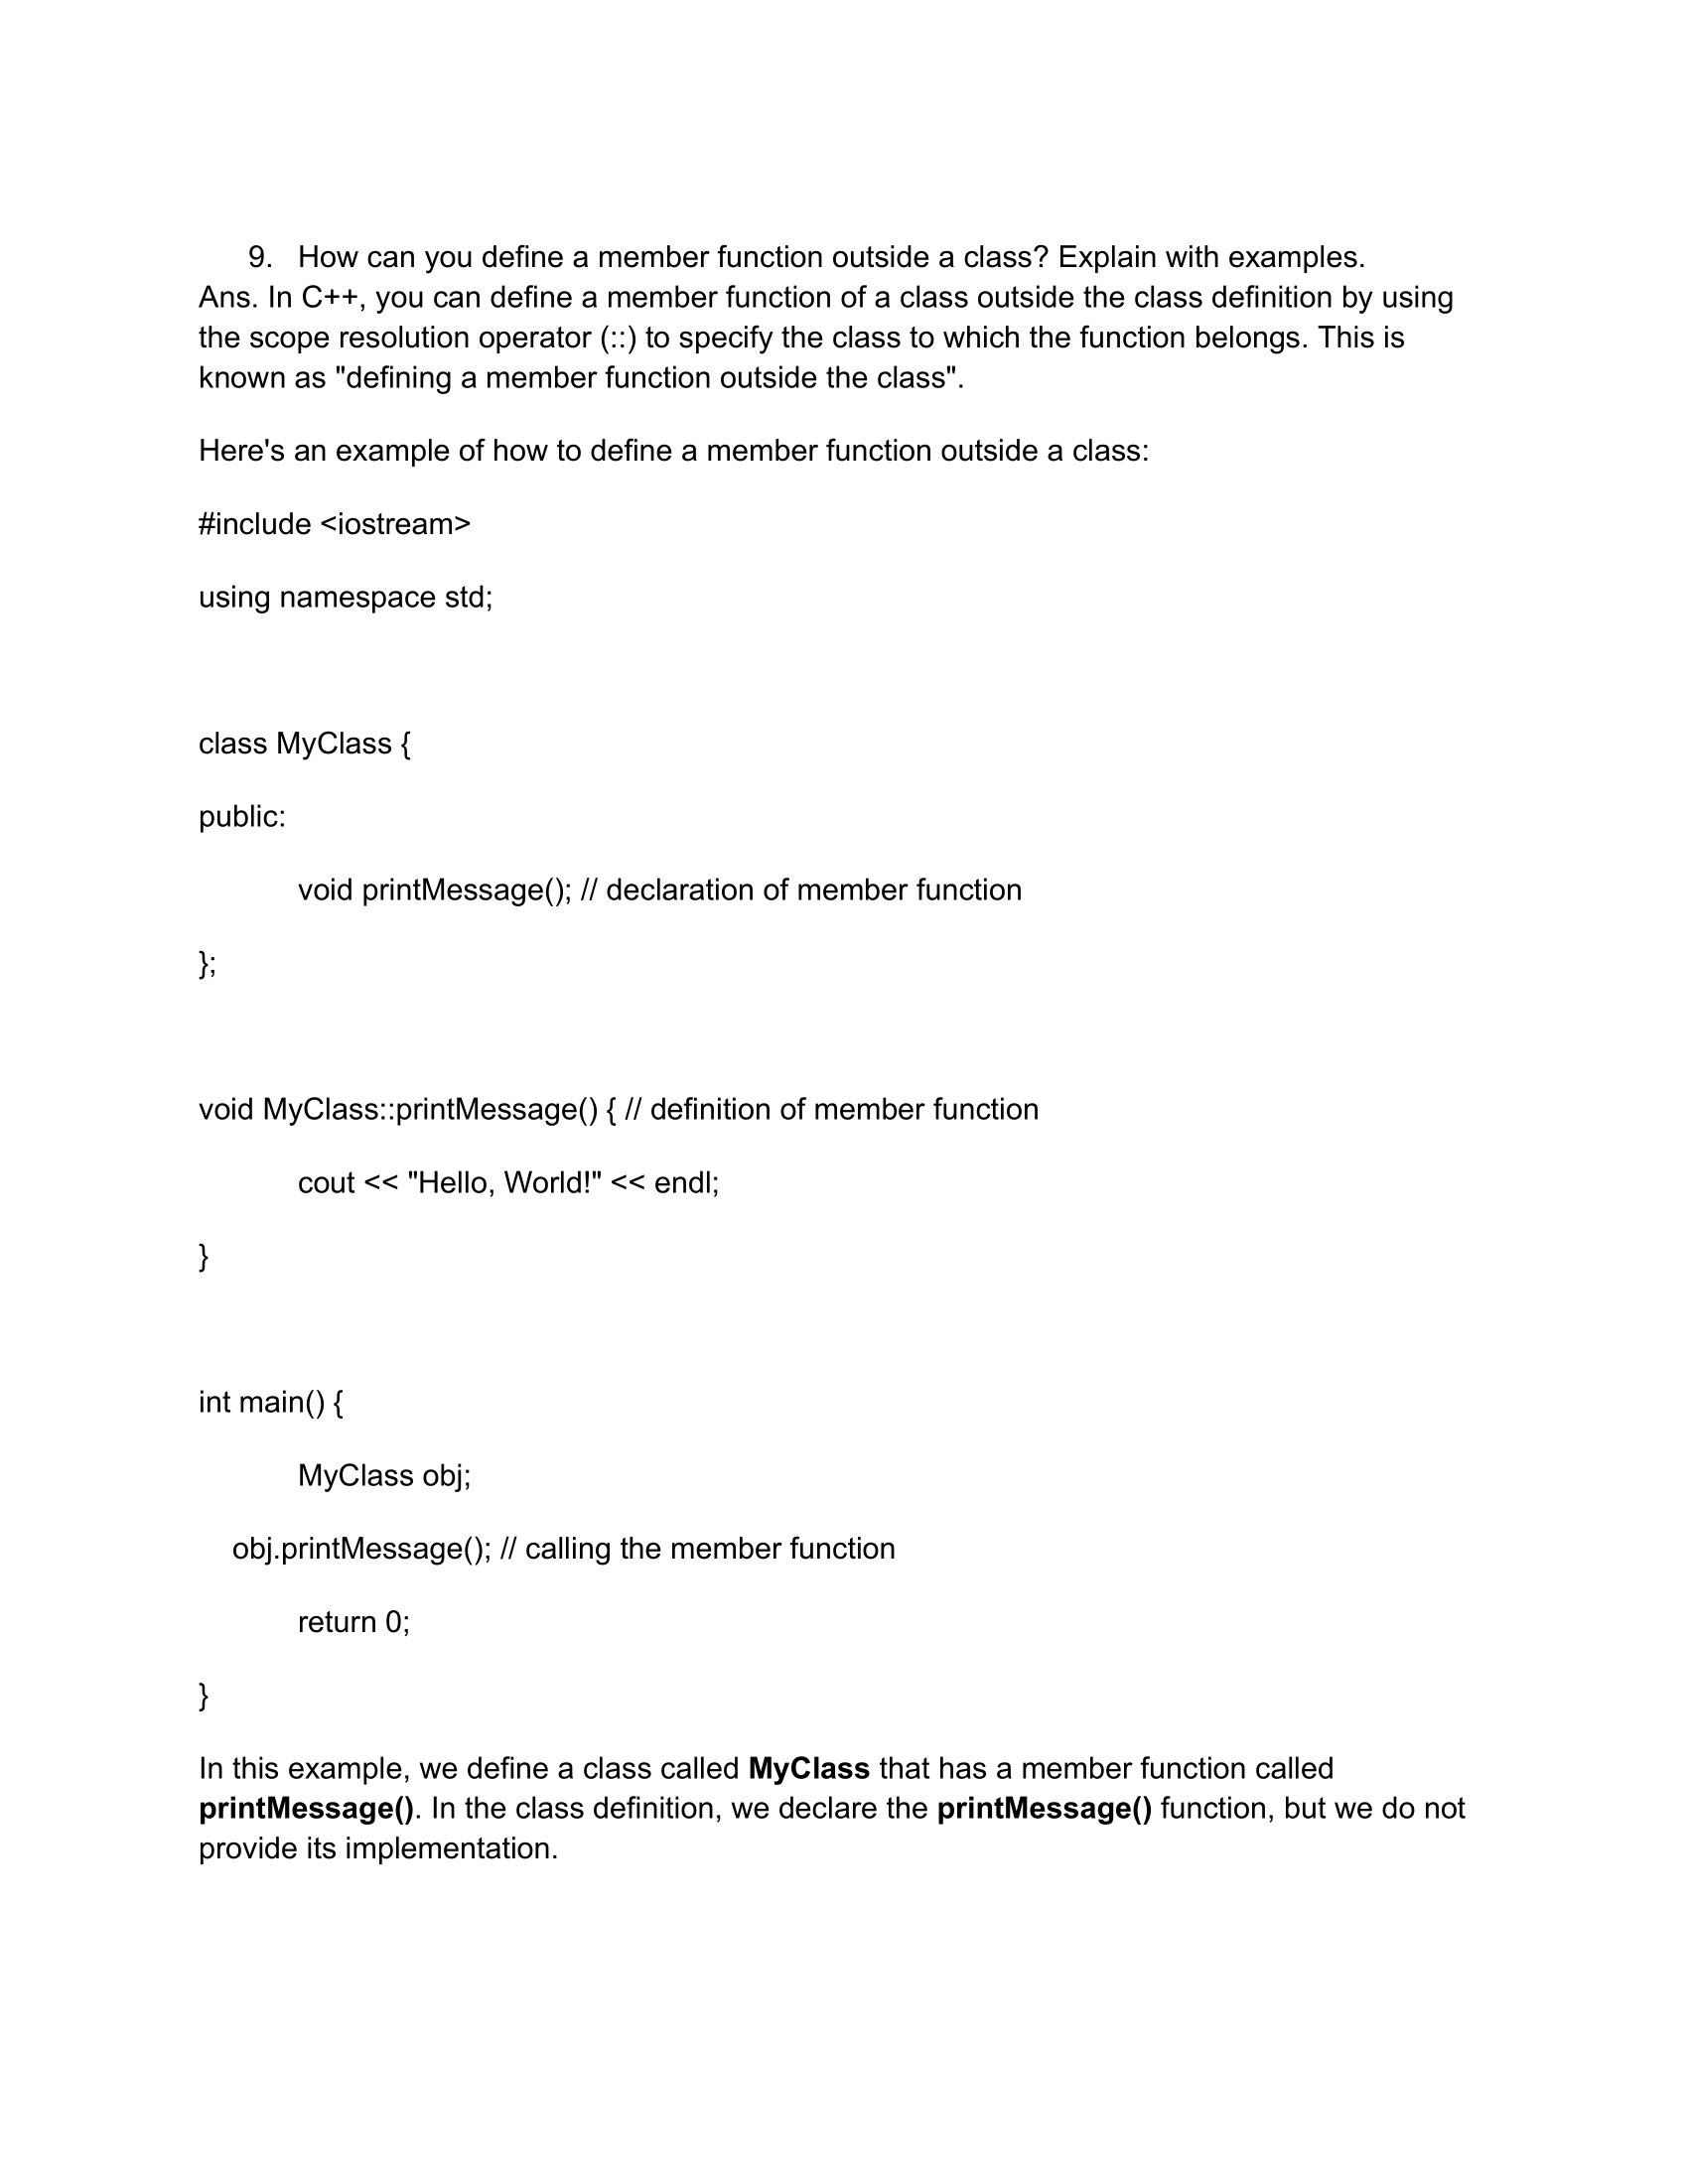 9. How can you define a member function outside a class? Explain with examples.
Ans. In C++, you can define a member function of a class outside the class definition by using
the scope resolution operator (::) to specify the class to which the function belongs. This is
known as "defining a member function outside the class".
Here's an example of how to define a member function outside a class:
#include <iostream>
using namespace std;
class MyClass {
public:
void printMessage(); // declaration of member function
};
void MyClass::printMessage() { // definition of member function
cout << "Hello, World!" << endl;
}
int main() {
MyClass obj;
obj.printMessage(); // calling the member function
return 0;
}
In this example, we define a class called MyClass that has a member function called
printMessage(). In the class definition, we declare the printMessage() function, but we do not
provide its implementation.